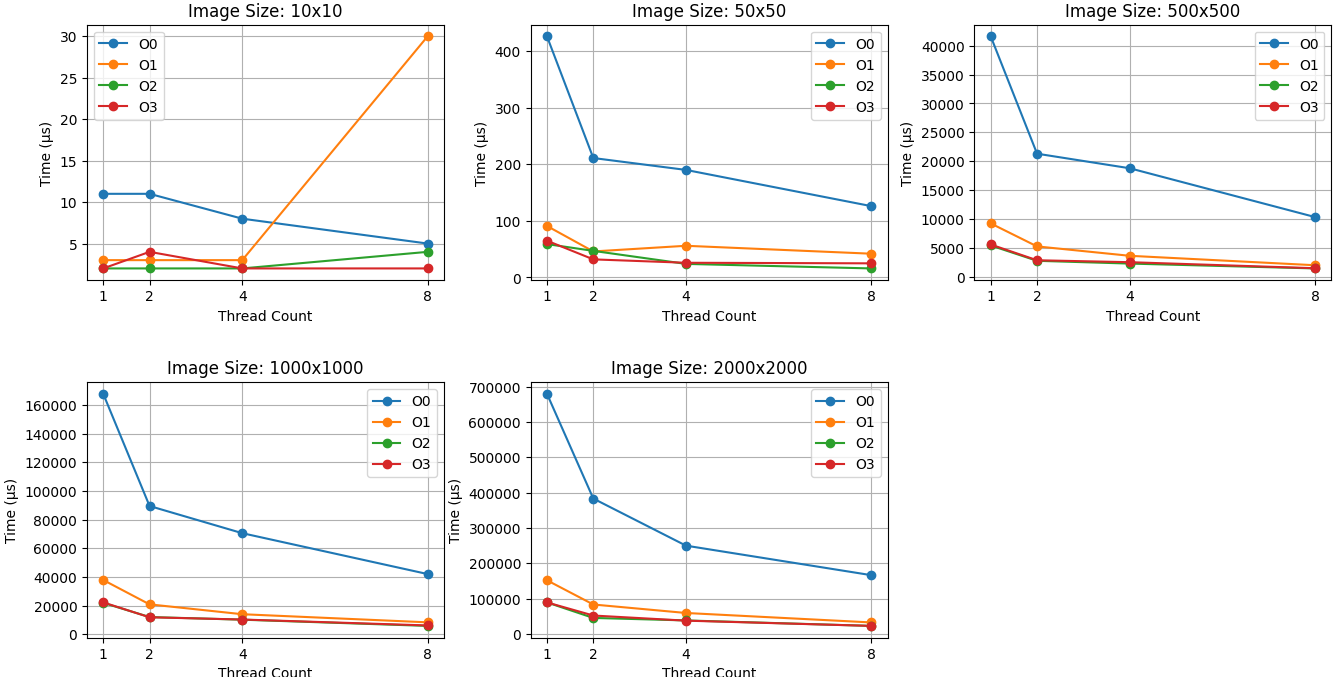 Image Size: 10x10
30
25
20
15
10
5
Time (µs)
O0
O1
O2
O3
1 2 4 8
Thread Count
Image Size: 50x50
400
300
200
100
0
Time (µs)
O0
O1
O2
O3
1 2 4 8
Thread Count
Image Size: 500x500
40000
35000
30000
25000
20000
15000
10000
5000
0
Time (µs)
O0
O1
O2
O3
1 2 4 8
Thread Count
Image Size: 1000x1000
160000
140000
120000
100000
80000
60000
40000
20000
0
Time (µs)
O0
O1
O2
O3
1 2 4 8
Thread Count
Image Size: 2000x2000
700000
600000
500000
400000
300000
200000
100000
0
Time (µs)
O0
O1
O2
O3
1 2 4 8
Thread Count